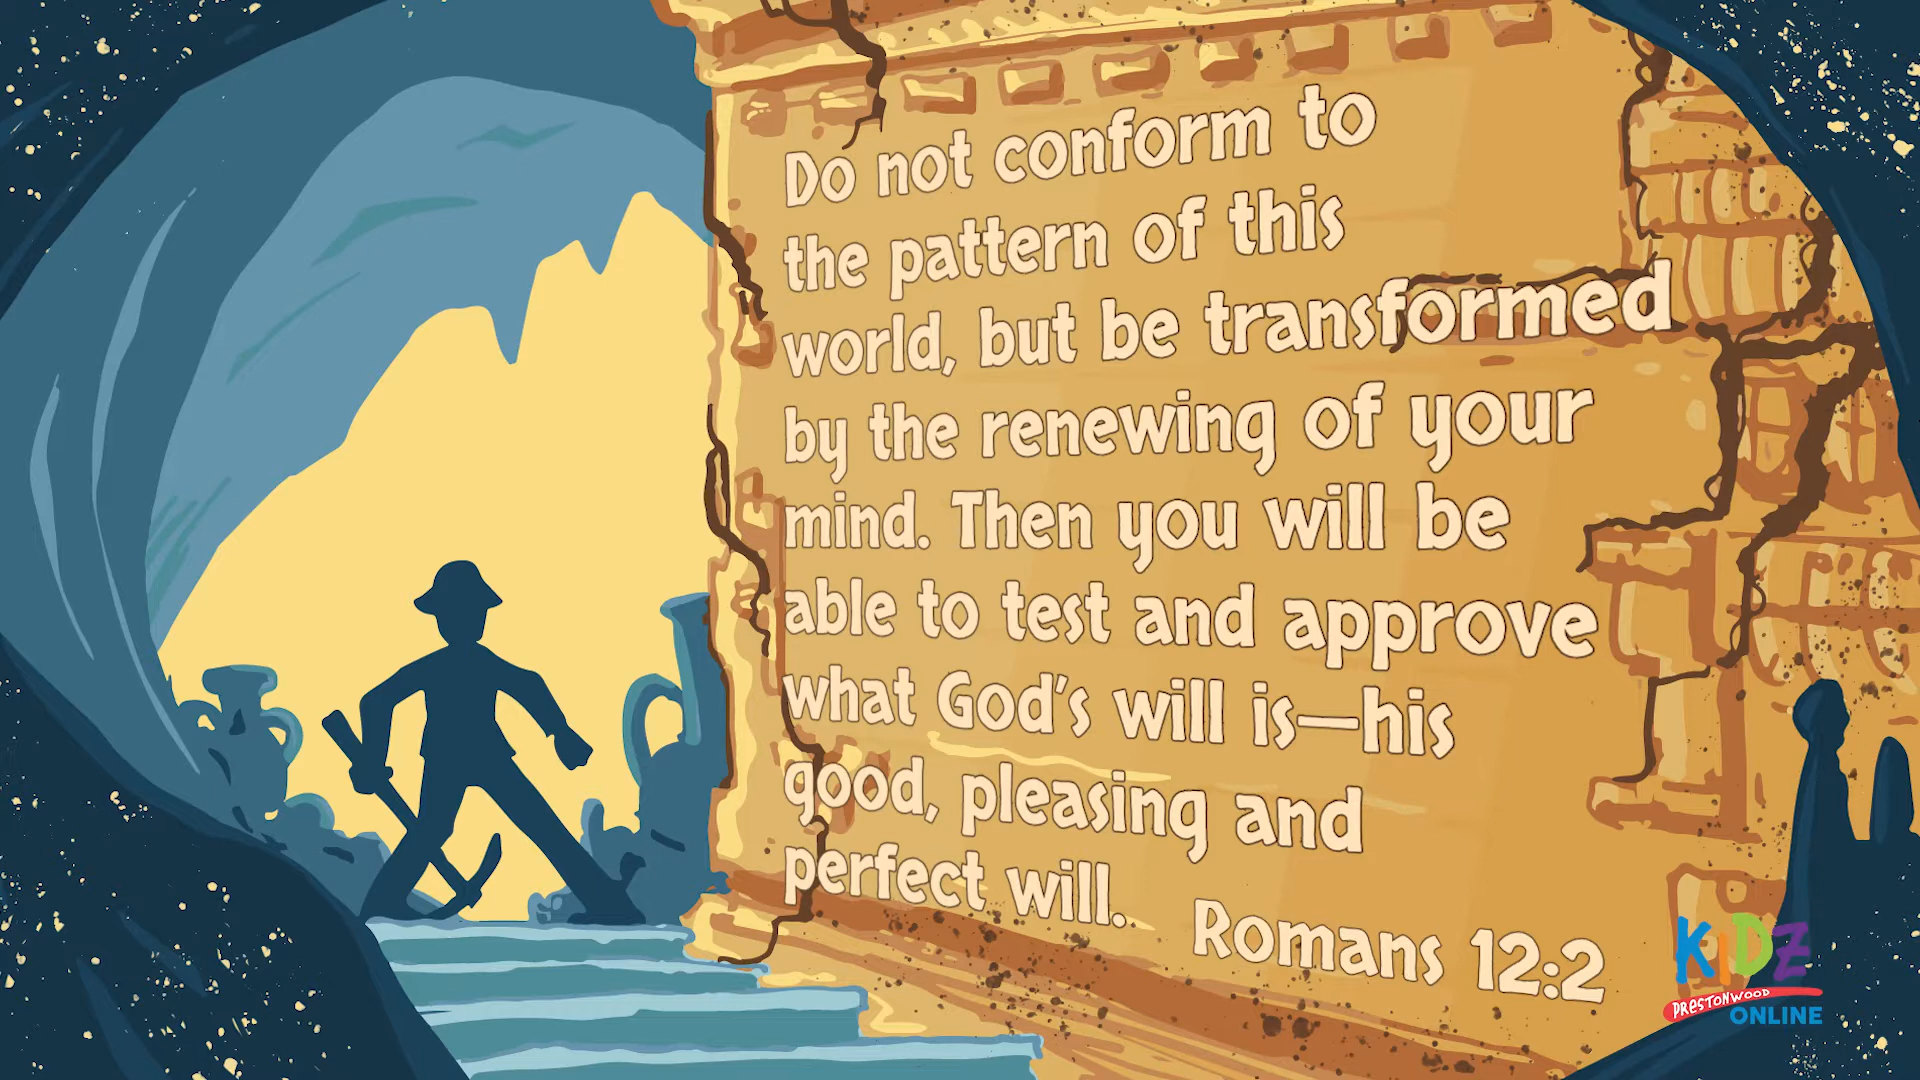 Do not conform to
the pattern of this
world, but be transformed
by the renewing of your
mind. Then you will be
able to test and approve
what God's will is—his
good, pleasing and
perfect will.
Romans 12:2
KIDZ
PRESTONWOOD
ONLINE